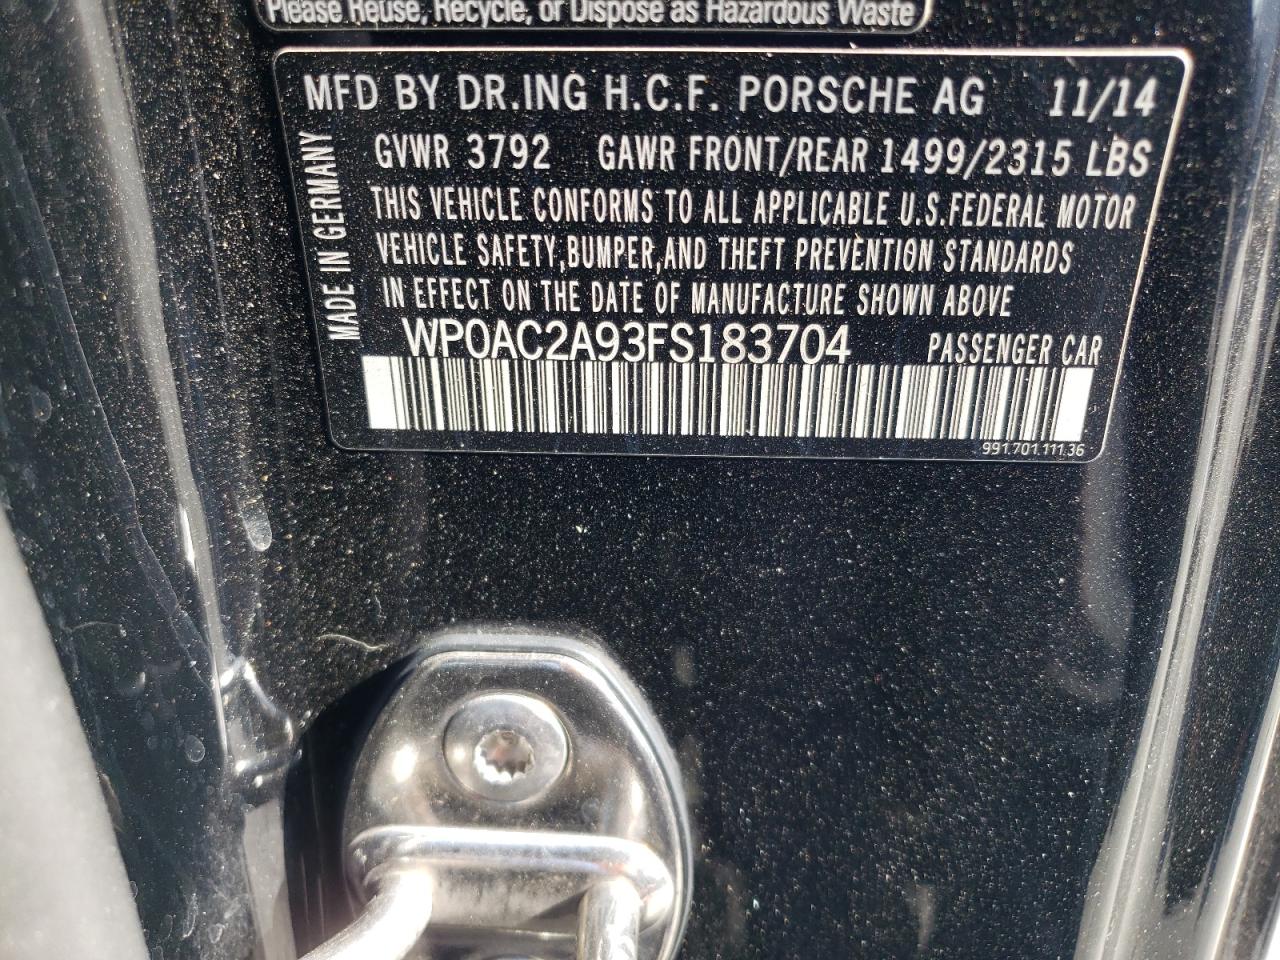 Please Reuse, Recycle, or Dispose as Hazardous Waste
MFD BY DR.ING H.C.F. PORSCHE AG 11/14
GVWR 3792 GAWR FRONT/REAR 1499/2315 LBS
THIS VEHICLE CONFORMS TO ALL APPLICABLE U.S.FEDERAL MOTOR
VEHICLE SAFETY,BUMPER,AND THEFT PREVENTION STANDARDS
IN EFFECT ON THE DATE OF MANUFACTURE SHOWN ABOVE
WP0AC2A93FS183704 PASSENGER CAR
991.701.111.36
MADE IN GERMANY